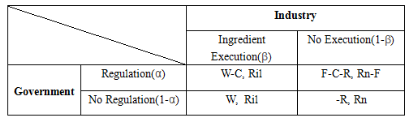 Industry
Ingredient Execution(β) No Execution(1-β)
Government Regulation(α) W-C, Ril F-C-R, Rn-F
No Regulation(1-α) W, Ril -R, Rn